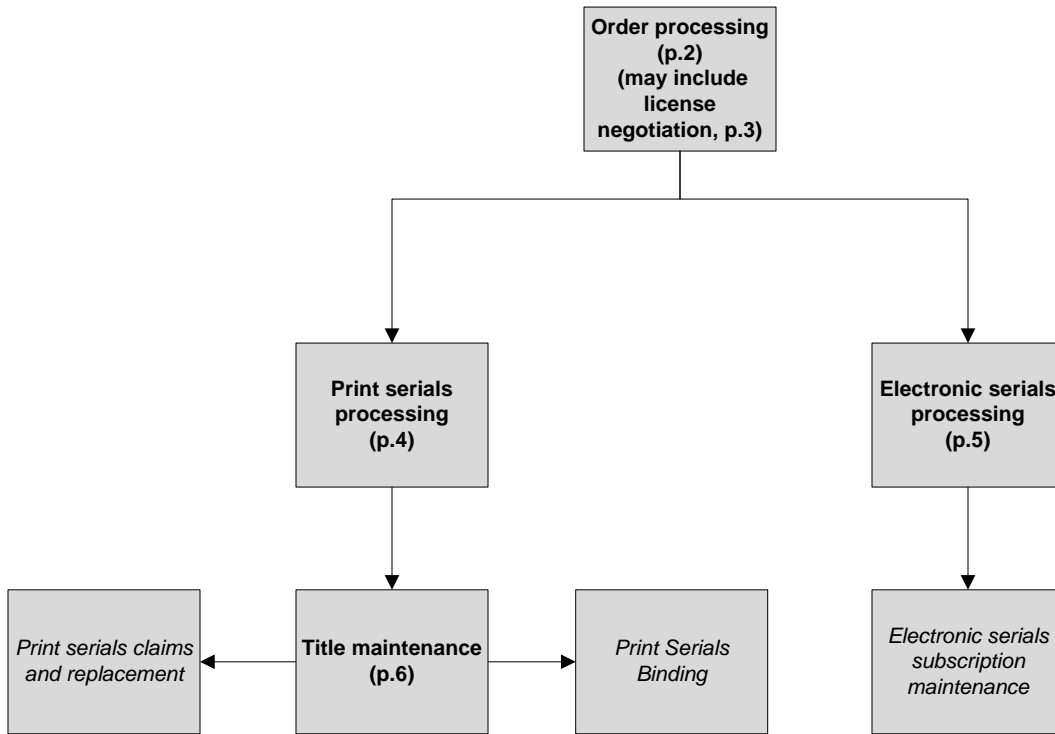 Order processing
(p.2)
(may include
license
negotiation, p.3)
Print serials
processing
(p.4)
Electronic serials
processing
(p.5)
Print serials claims
and replacement
Title maintenance
(p.6)
Print Serials
Binding
Electronic serials
subscription
maintenance